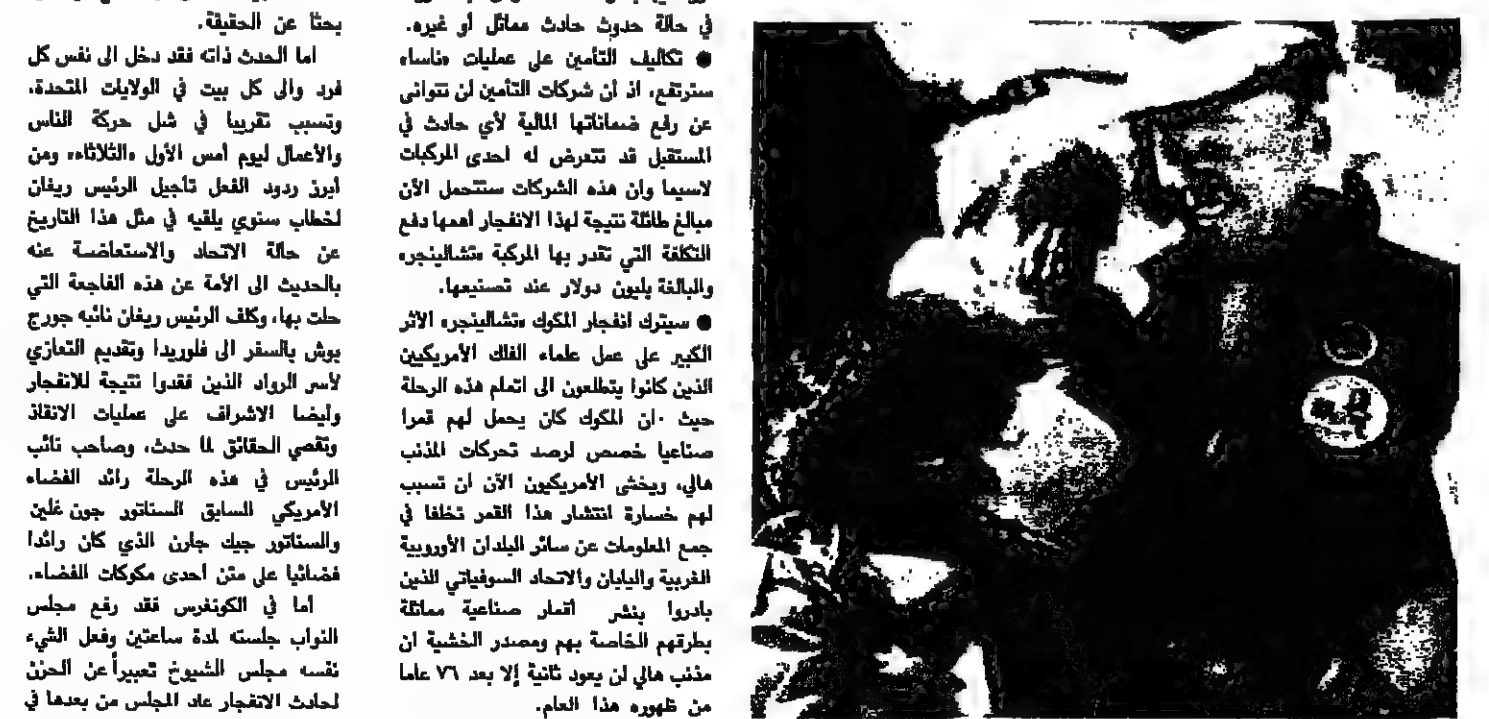 في حالة حدوث حادث مماثل أو غيره.
● تكاليف التأمين على عمليات «ناسا»
سترتفع، اذ أن شركات التأمين لن تتوانى
عن رفع ضماناتها المالية لأي حادث في
المستقبل قد تتعرض له احدى المركبات
لاسيما وان هذه الشركات ستتحمل الآن
مبالغ طائلة نتيجة لهذا الانفجار أهمها دفع
التكلفة التي تقدر بها المركبة «تشالينجر»
والبالغة بليون دولار عند تصنيعها.
● سيترك انفجار المكوك «تشالينجر» الأثر
الكبير على عمل علماء الفلك الأمريكيين
الذين كانوا يتطلعون الى اتمام هذه الرحلة
حيث ان المكوك كان يحمل لهم قمرا
صناعيا خصص لرصد تحركات المذنب
هالي، ويخشى الأمريكيون الآن ان تسبب
لهم خسارة انتشار هذا القمر تخلفا في
جمع المعلومات عن سائر البلدان الأوروبية
الغربية واليابان والاتحاد السوفياتي الذين
بادروا بنشر أقمار صناعية مماثلة
بطرقهم الخاصة بهم ومصدر الخشية ان
مذنب هالي لن يعود ثانية إلا بعد ٧٦ عاما
من ظهوره هذا العام.
بحثا عن الحقيقة.
اما الحدث ذاته فقد دخل الى نفس كل
فرد والى كل بيت في الولايات المتحدة،
وتسبب تقريبا في شل حركة الناس
والأعمال ليوم أمس الأول «الثلاثاء» ومن
أبرز ردود الفعل تأجيل الرئيس ريغان
لخطاب سنوي يلقيه في مثل هذا التاريخ
عن حالة الاتحاد والاستعاضة عنه
بالحديث الى الأمة عن هذه الفاجعة التي
حلت بها، وكلف الرئيس ريغان نائبه جورج
بوش بالسفر الى فلوريدا وتقديم التعازي
لأسر الرواد الذين فقدوا نتيجة للانفجار
وأيضا الاشراف على عمليات الانقاذ
وتقصي الحقائق لما حدث، وصاحب نائب
الرئيس في هذه الرحلة رائد الفضاء
الأمريكي السابق السناتور جون غلين
والسناتور جيك جارن الذي كان رائدا
فضائيا على متن احدى مكوكات الفضاء.
أما في الكونغرس فقد رفع مجلس
النواب جلسته لمدة ساعتين وفعل الشيء
نفسه مجلس الشيوخ تعبيراً عن الحزن
لحادث الانفجار عاد المجلس من بعدها في